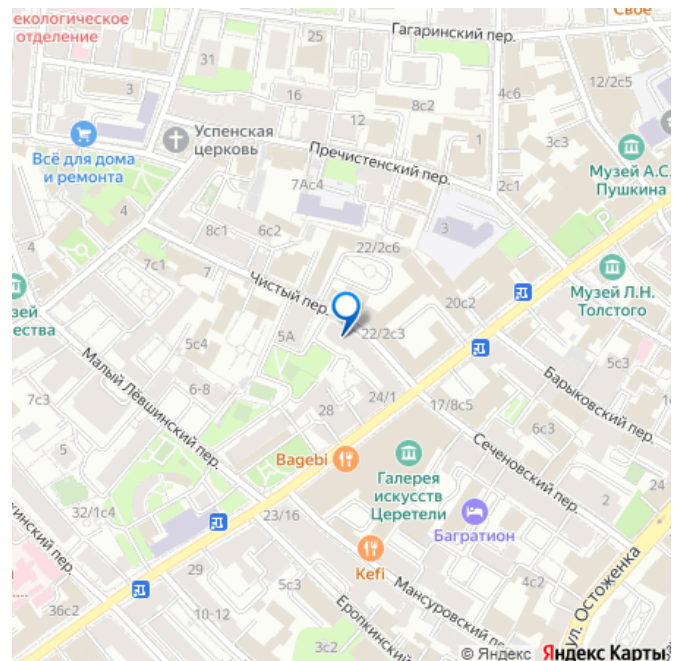 екологическое
отделение
25
Гагаринский пер.
Своё
31
3
16
8с2
4с6
12/2с5
12
1
3с3
Успенская
церковь
Всё для дома
и ремонта
Пречистенский пер.
Музей А.С.
Пушкина
7Ас4
2с1
4
8с1
6с2
3
22/2с6
4
7с1
7
Чистый пер.
20с2
Музей Л.Н.
Толстого
зей
ества
5с4
5А
22/2с3
5с3
Малый Лёвшинский пер.
6-8
24/1
Барыковский пер.
7с3
28
17/8с5
6с3
Сеченовский пер.
5
Bagebi
Галерея
искусств
Церетели
2
24
32/1с4
23/16
Багратион
кинский пер.
29
Kefi
4с2
ул. Остоженка
5с3
Мансуровский пер.
36с2
10-12
Еропкинский
3с2
© Яндекс Яндекс Карты